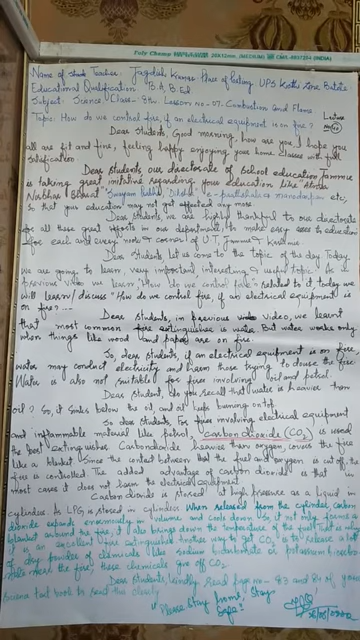 Name of Teacher: Jagdish Kumar
UPS Kothi Zone Batote
Educational Qualification B.A, B.Ed
Subject: Science Class- 8th Lesson No-07. Combustion And Flame
Lecture
Topic: How do we control fire, if an electrical equipment is on fire?
Dear Students, Good morning, how are you I hope you
all are fit and fine, feeling happy enjoying your home classes with full
satisfaction.
Dear students our directorate of School education Jammu
is taking great initiative regarding your education like
so that your education may not get effected any more.
Dear students, We are highly thankful to our directorate
for all these great efforts in our department to make easy
for each and every of U.T, Jammu & Kashmir.
Dear students let us come to the topic of the day Today
we are going to learn very important interesting & useful topic. As in
previous video we learn, How do we control fire, related to it today we
will learn/discuss "How do we control fire, if an electrical equipment is
on fire?
Dear students, in previous video, we learnt
that most common fire extinguisher is water. But water works only
when things like wood and paper are on fire.
So, dear students, if an electrical equipment is on fire,
water may conduct electricity and harm those trying to douse the fire.
Water is also not suitable for fires involving oil and petrol.
Dear student, do you recall that water is heavier than
oil? So, it sinks below the oil and oil keeps burning on top.
So dear students, For fires involving electrical equipment
and inflammable material like petrol, Carbon dioxide (CO2) is
the best extinguisher. Carbon dioxide heavier than oxygen, covers the fire
like a blanket. Since the contact between the fuel and oxygen is cut off, the
fire is controlled. The added advantage of carbon dioxide is that in
most cases it does not harm the electrical equipment.
Carbon dioxide is stored at high pressure as a liquid in
cylinders. As LPG is stored in cylinders When released from the cylinder, carbon
dioxide expands enormously in volume and cools down. So, it not only forms a
blanket around the fire, it also brings down the temperature of the fuel. That is why
it is an excellent fire extinguisher. Another way to get CO2 is to release a lot
of dry powder of chemicals like sodium bicarbonate or potassium bicarbonate
near the fire, these chemicals give off CO2
Dear Students, kindly Read page no- 83 and 84 of your
Science text book to read the
"Please Stay home Stay
Safe"